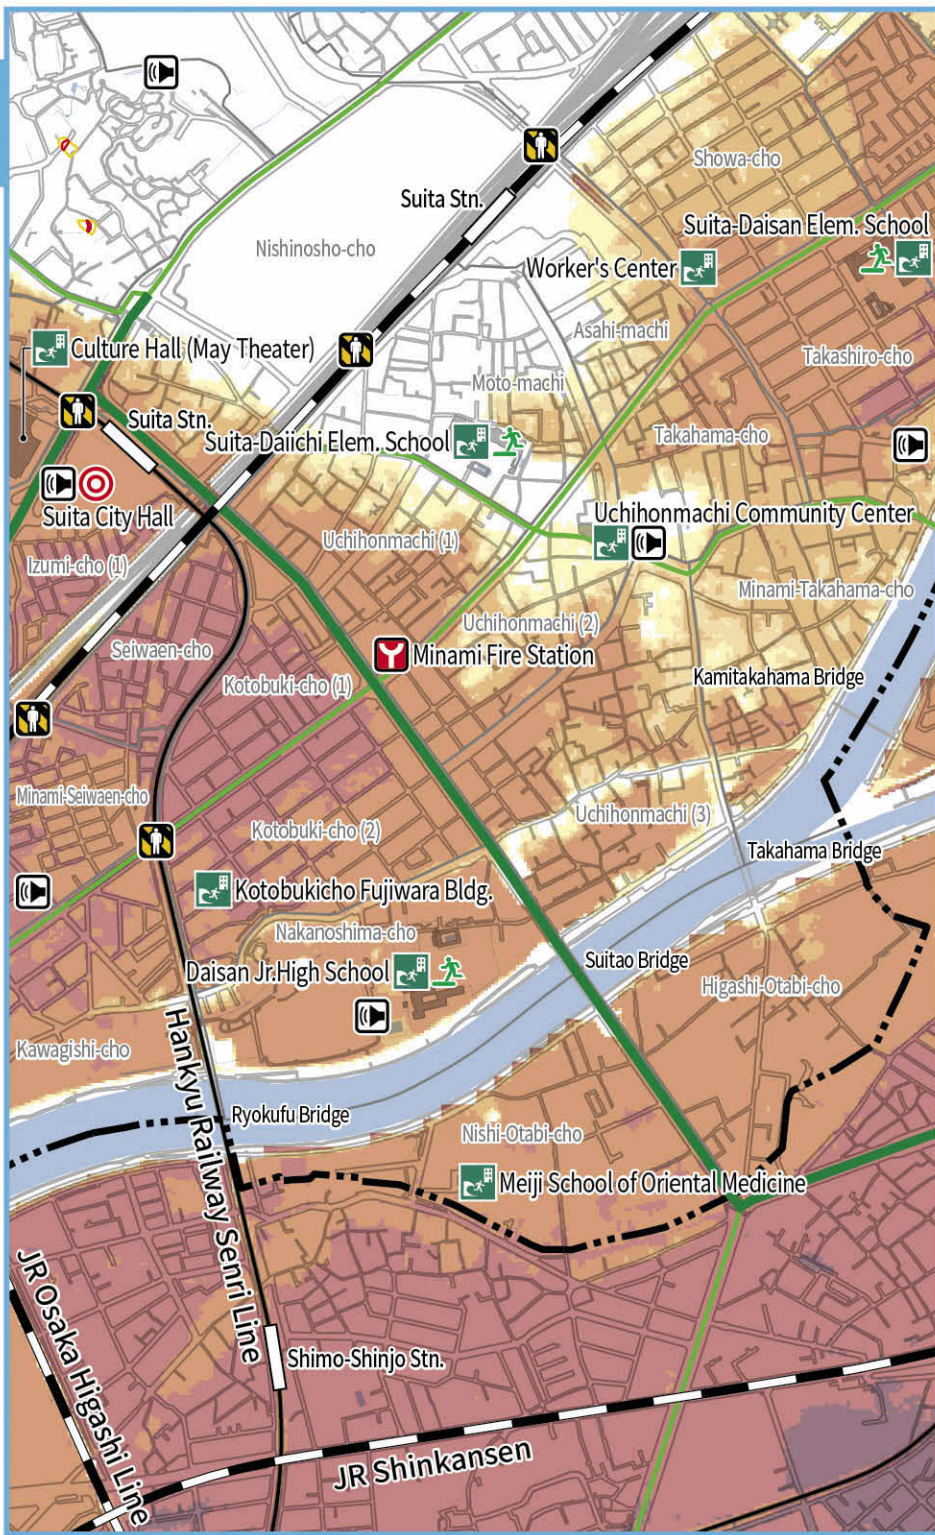 Showa-cho
Suita Stn.
Suita-Daisan Elem. School
Nishinosho-cho
Worker's Center
Asahi-machi
Culture Hall (May Theater)
Takashiro-cho
Moto-machi
Suita Stn.
Suita-Daiichi Elem. School
Takahama-cho
Suita City Hall
Uchihonmachi Community Center
Uchihonmachi (1)
Izumi-cho (1)
Minami-Takahama-cho
Uchihonmachi (2)
Seiwaen-cho
Minami Fire Station
Kotobuki-cho (1)
Kamitakahama Bridge
Minami-Seiwaen-cho
Uchihonmachi (3)
Kotobuki-cho (2)
Takahama Bridge
Kotobukicho Fujiwara Bldg.
Nakanoshima-cho
Suitao Bridge
Daisan Jr.High School
Higashi-Otabi-cho
Kawagishi-cho
Hankyu Railway Senri Line
Ryokufu Bridge
Nishi-Otabi-cho
Meiji School of Oriental Medicine
JR Osaka Higashi Line
Shimo-Shinjo Stn.
JR Shinkansen